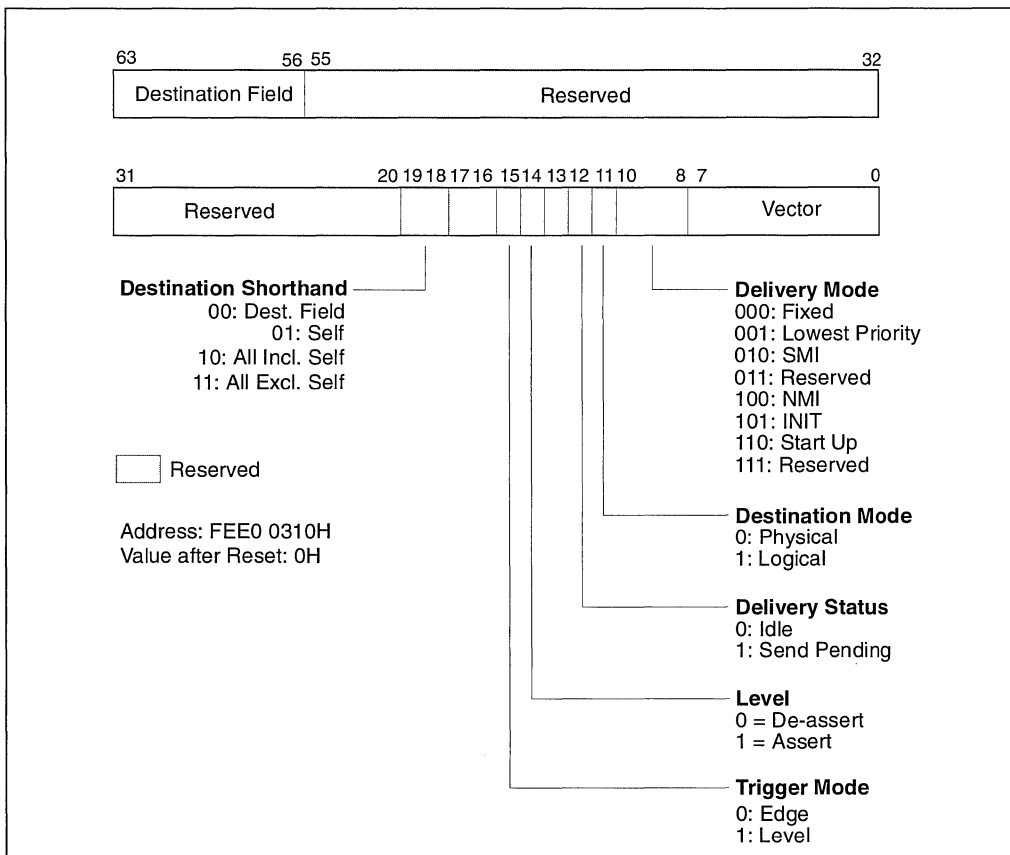 63 56 55 32
Destination Field Reserved
31 20 19 18 17 16 15 14 13 12 11 10 8 7 0
Reserved Vector
Destination Shorthand
00: Dest. Field
01: Self
10: All Incl. Self
11: All Excl. Self
Reserved
Address: FEE0 0310H
Value after Reset: 0H
Delivery Mode
000: Fixed
001: Lowest Priority
010: SMI
011: Reserved
100: NMI
101: INIT
110: Start Up
111: Reserved
Destination Mode
0: Physical
1: Logical
Delivery Status
0: Idle
1: Send Pending
Level
0 = De-assert
1 = Assert
Trigger Mode
0: Edge
1: Level